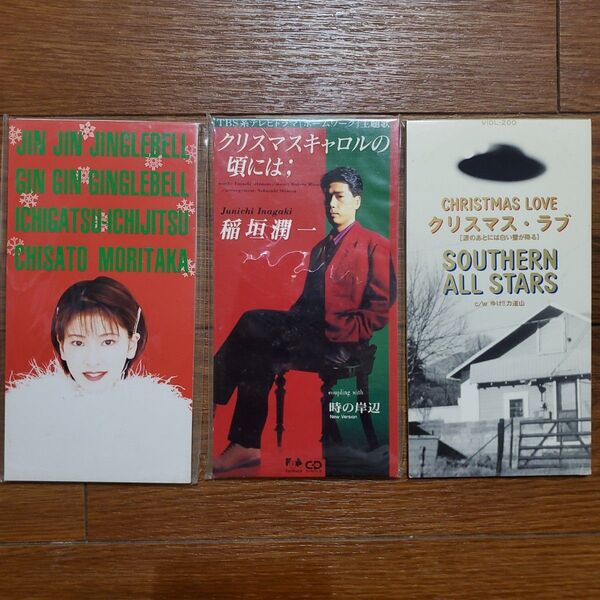 JIN JIN JINGLEBELL
GIN GIN GINGLEBELL
ICHIGATSU ICHIJITSU
CHISATO MORITAKA
TBS系テレビドラマ「ホームワーク」主題歌
クリスマスキャロルの
頃には;
Junichi Inagaki
稲垣潤一
coupling with
時の岸辺
New Version
CD
VIDL-200
CHRISTMAS LOVE
クリスマス・ラブ
[涙のあとには白い雪が降る]
SOUTHERN
ALL STARS
c/w ゆけ!!力道山